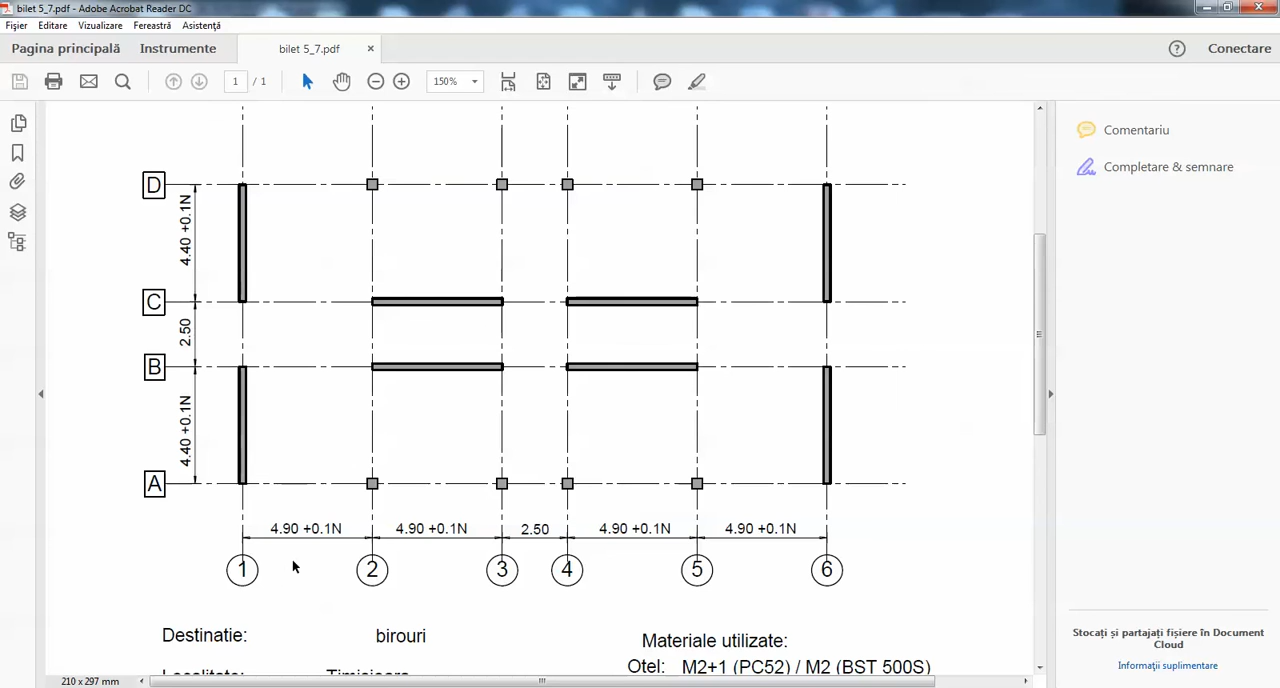 bilet 5_7.pdf - Adobe Acrobat Reader DC
Fișier Editare Vizualizare Fereastră Asistență
Pagina principală Instrumente bilet 5_7.pdf × Conectare
1 / 1 150%
Comentariu
Completare & semnare
D
4.40 +0.1N
C
2.50
B
4.40 +0.1N
A
4.90 +0.1N 4.90 +0.1N 2.50 4.90 +0.1N 4.90 +0.1N
1 2 3 4 5 6
Destinatie: birouri
Materiale utilizate:
Otel: M2+1 (PC52) / M2 (BST 500S)
Localitate: Timisioara
Stocați și partajați fișiere în Document Cloud
Informații suplimentare
210 x 297 mm